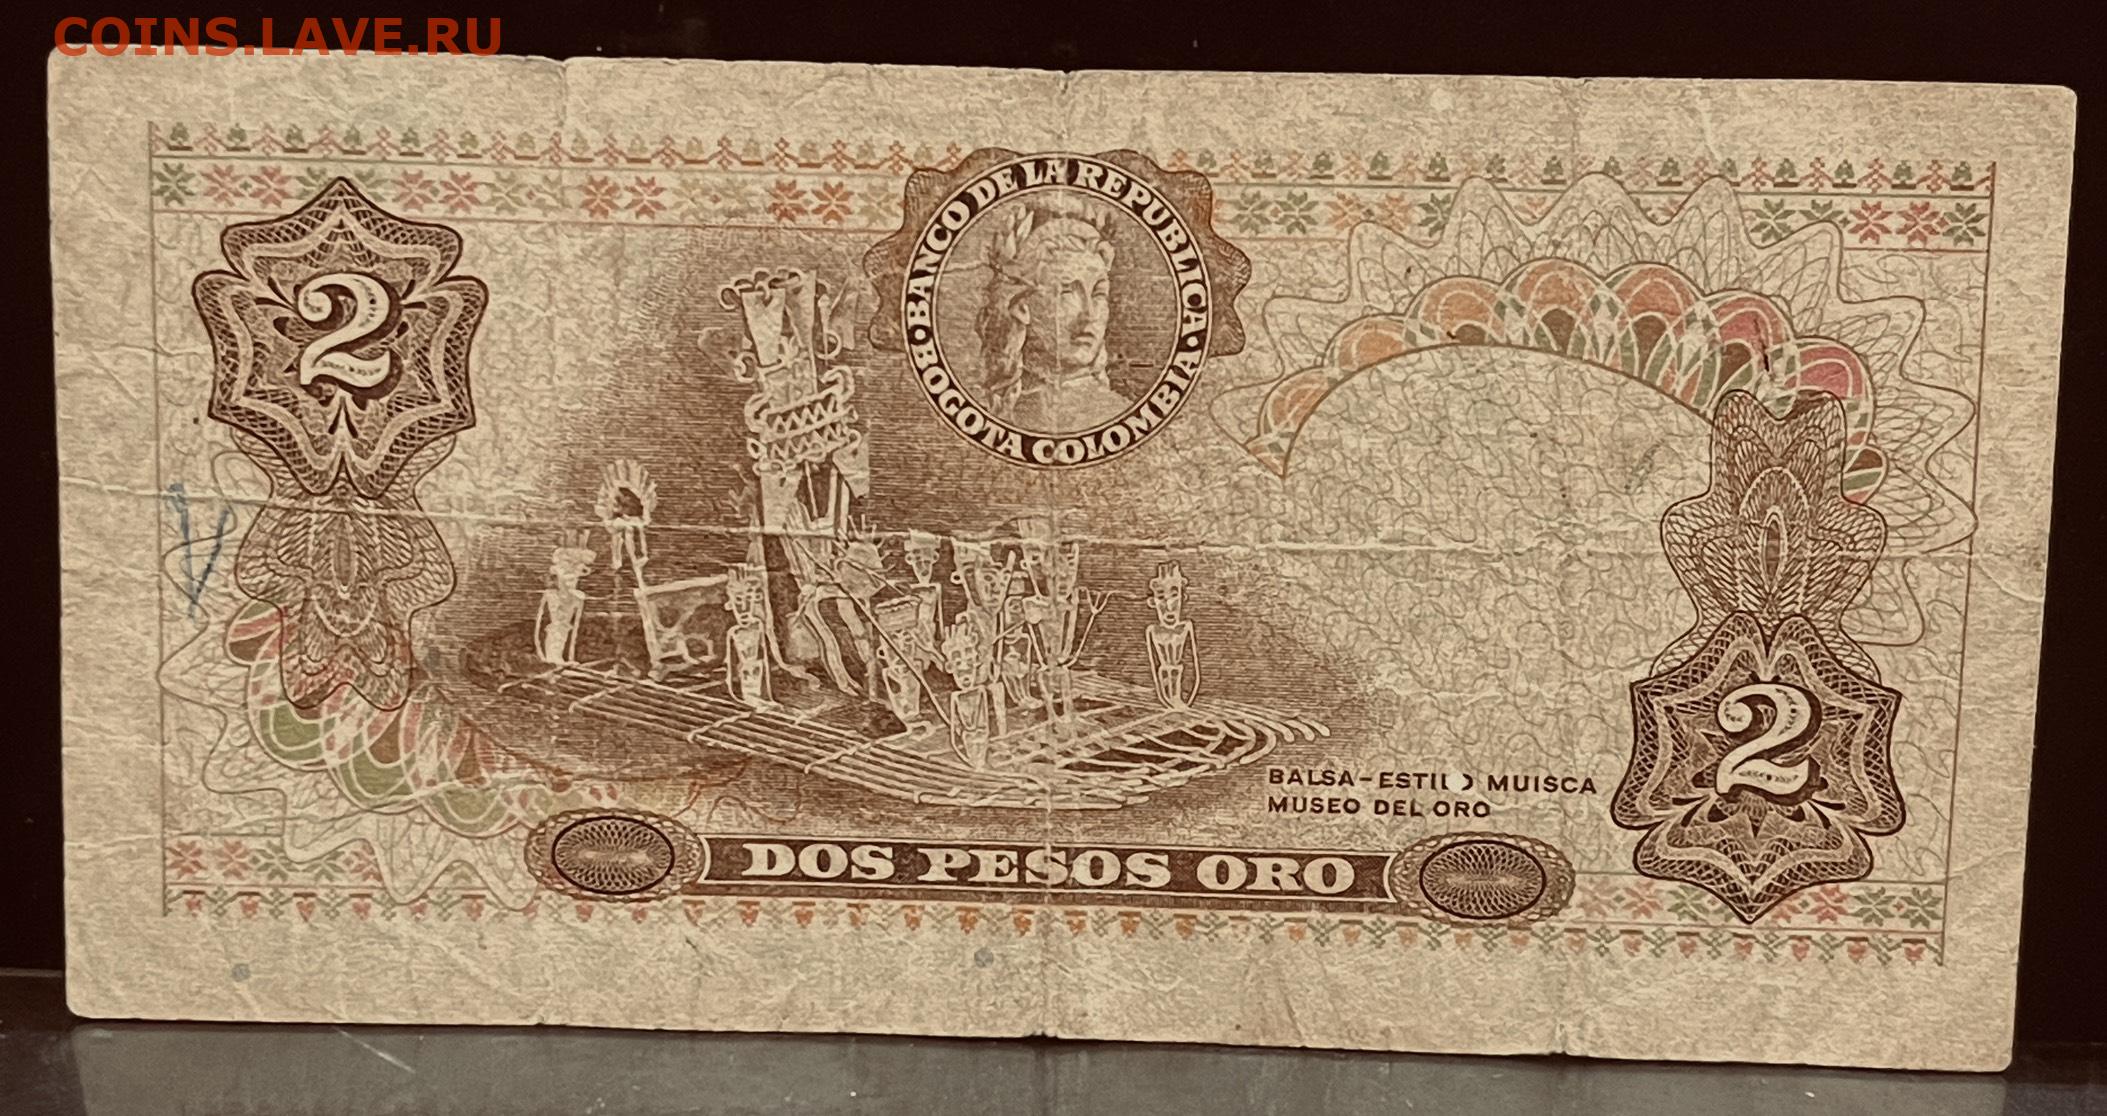 COINS.LAVE.RU
BANCO DE LA REPUBLICA
BOGOTA COLOMBIA
2
2
BALSA-ESTILO MUISCA
MUSEO DEL ORO
DOS PESOS ORO